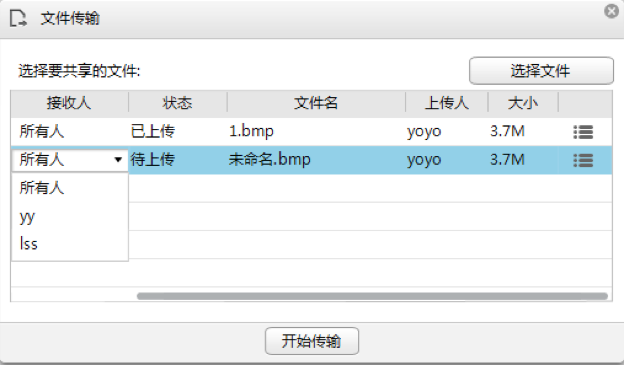 文件传输
选择要共享的文件: 选择文件
接收人 状态 文件名 上传人 大小
所有人 已上传 1.bmp yoyo 3.7M
所有人 待上传 未命名.bmp yoyo 3.7M
所有人
yy
lss
开始传输